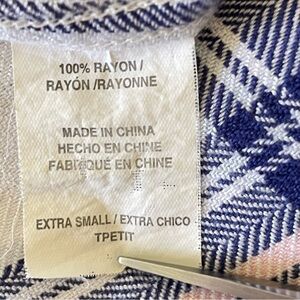 100% RAYON /
RAYÓN /RAYONNE
MADE IN CHINA
HECHO EN CHINE
FABRIQUÉ EN CHINE
EXTRA SMALL / EXTRA CHICO
TPETIT